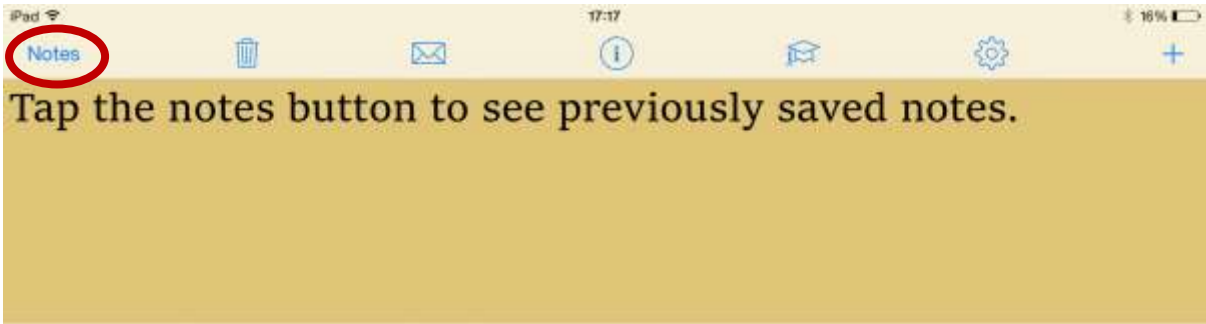 iPad 17:17 16%
Notes
Tap the notes button to see previously saved notes.